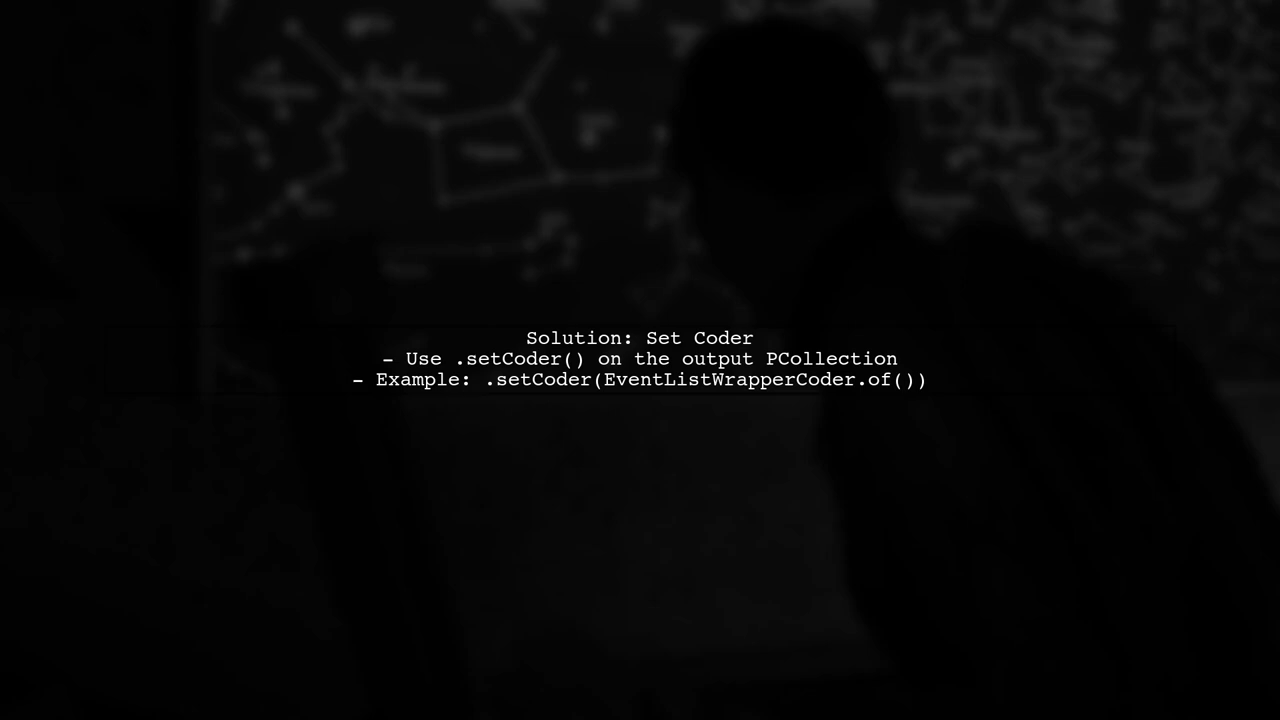 Solution: Set Coder
– Use .setCoder() on the output PCollection
– Example: .setCoder(EventListWrapperCoder.of())